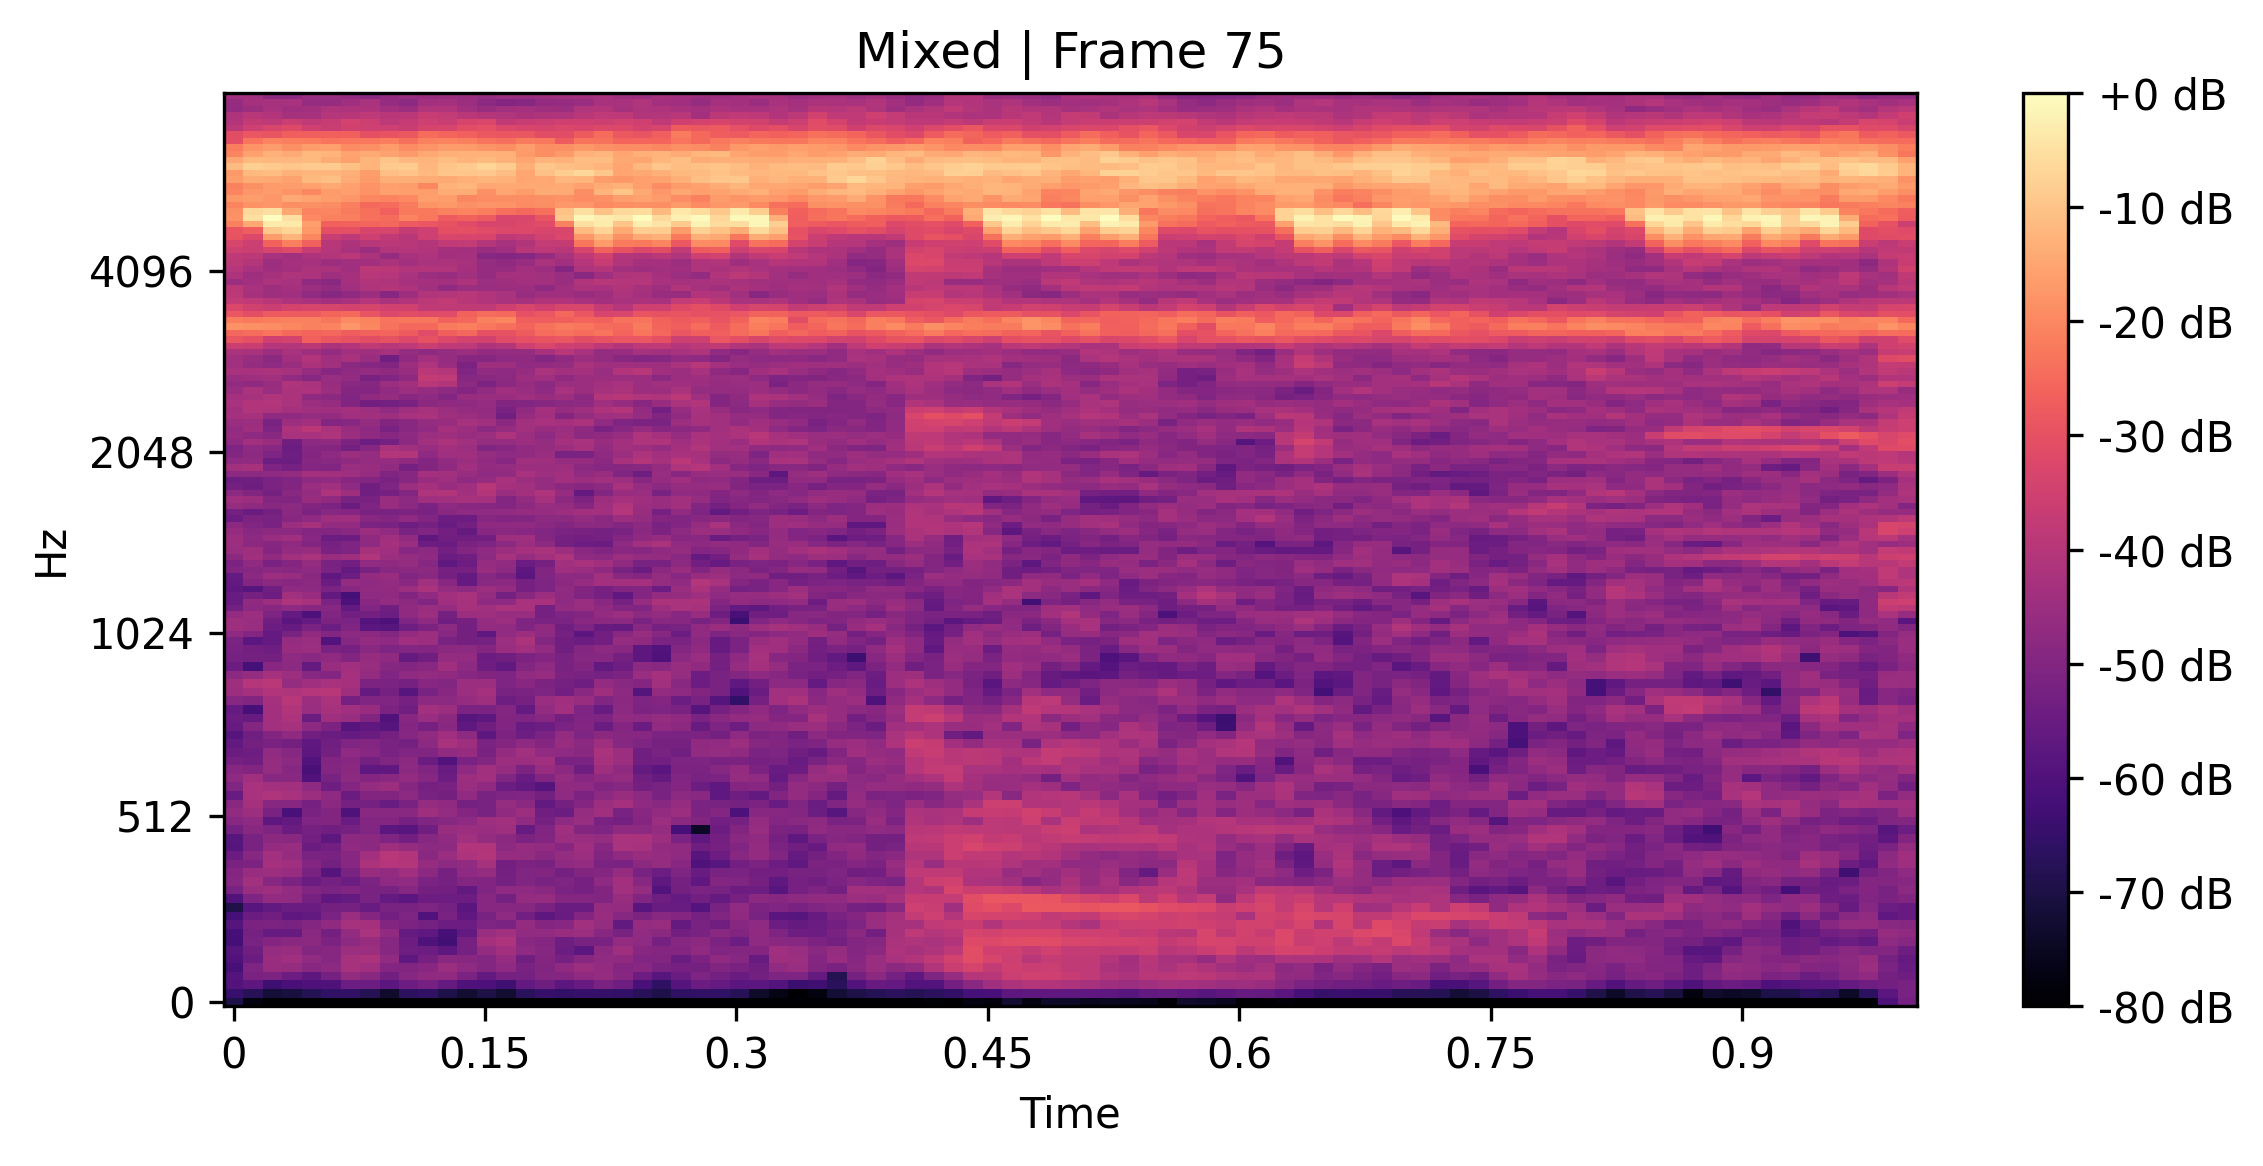 Mixed | Frame 75
+0 dB
-10 dB
-20 dB
-30 dB
-40 dB
-50 dB
-60 dB
-70 dB
-80 dB
4096
2048
1024
512
0
Hz
0 0.15 0.3 0.45 0.6 0.75 0.9
Time